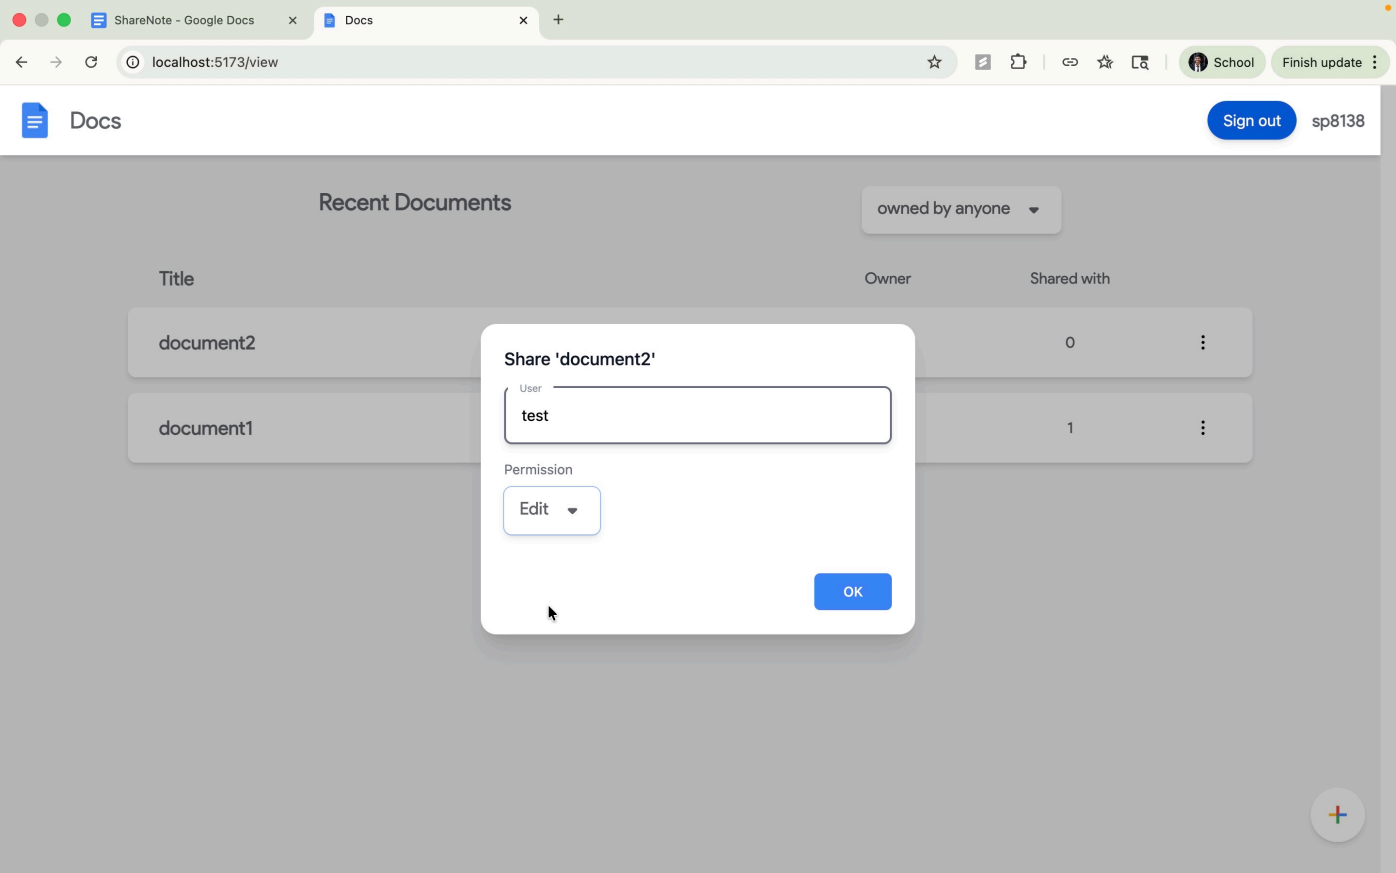 ShareNote - Google Docs
Docs
localhost:5173/view
School
Finish update
Docs
Sign out
sp8138
Recent Documents
owned by anyone
Title
Owner
Shared with
document2
0
document1
1
Share 'document2'
User
test
Permission
Edit
OK